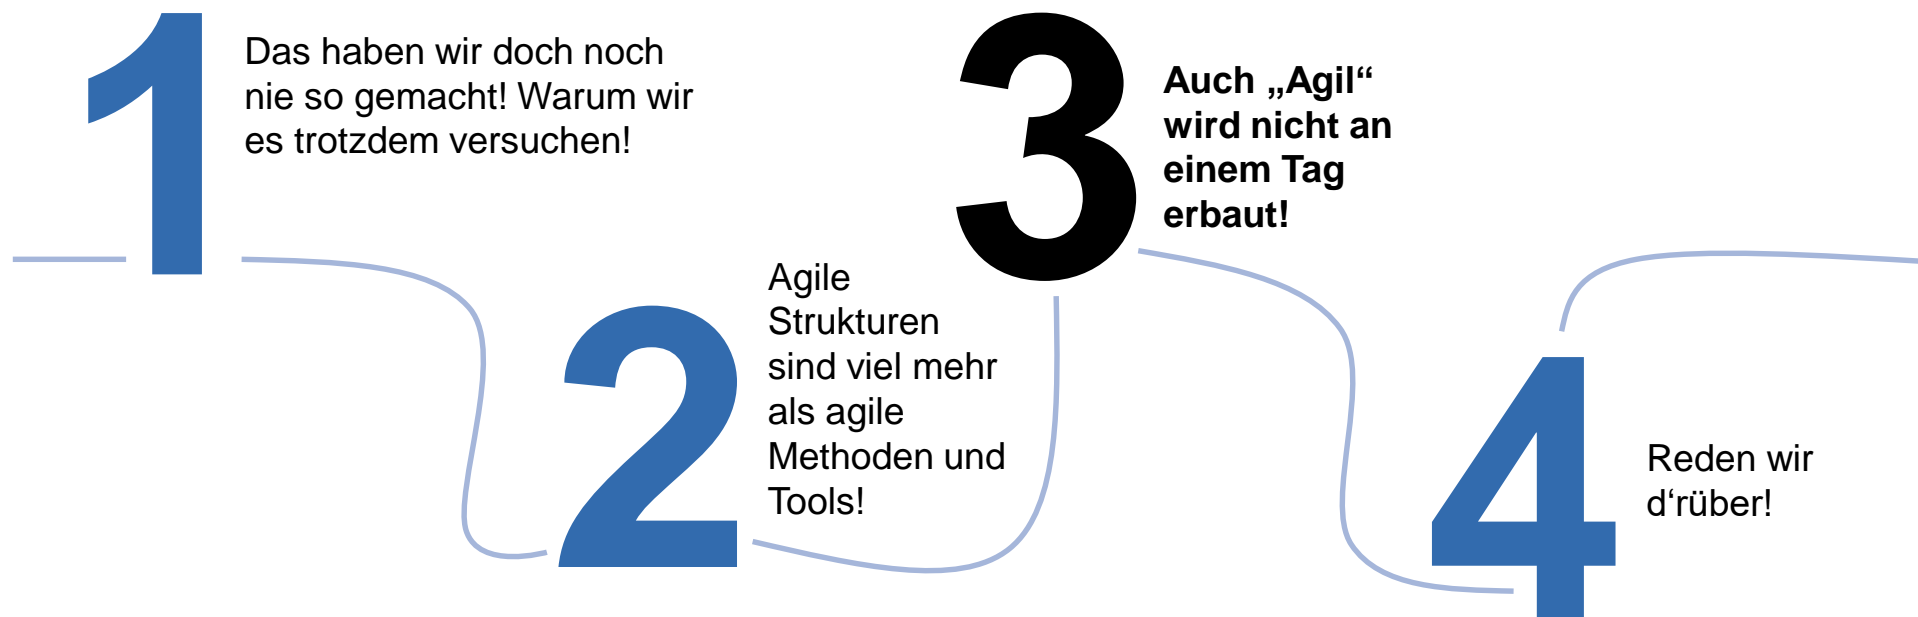 1
Das haben wir doch noch
nie so gemacht! Warum wir
es trotzdem versuchen!
2
Agile
Strukturen
sind viel mehr
als agile
Methoden und
Tools!
3
Auch „Agil“
wird nicht an
einem Tag
erbaut!
4
Reden wir
d‘rüber!